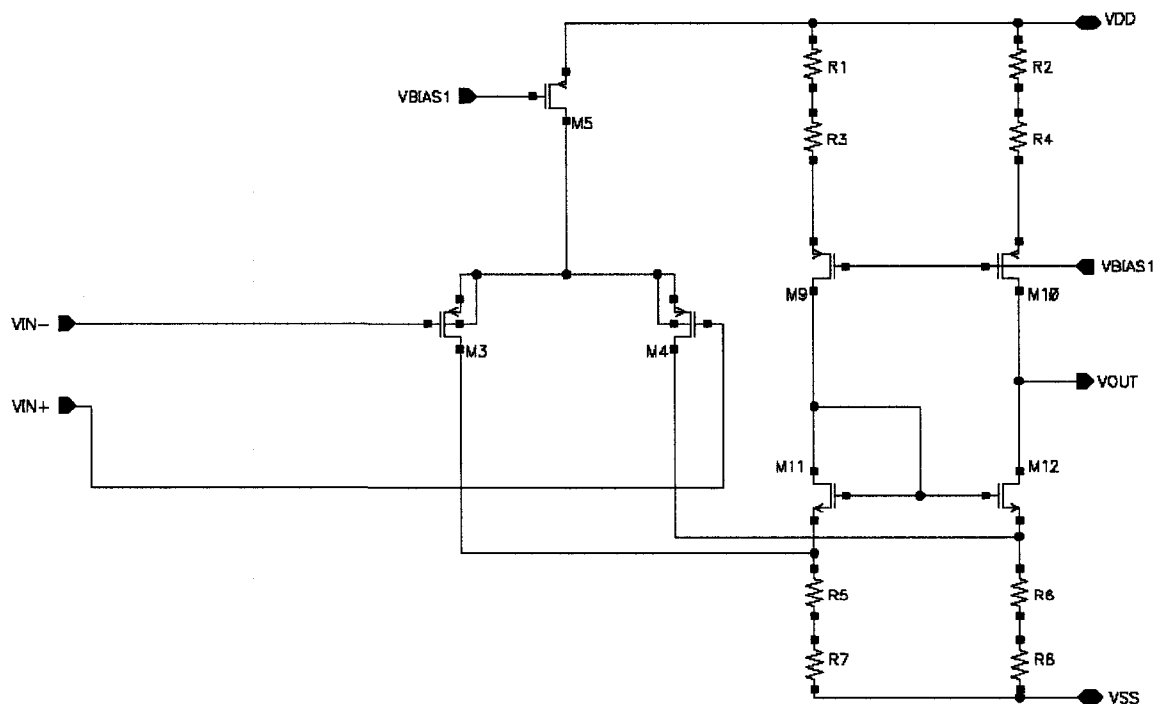 VDD
R1
R2
VBIAS1
M5
R3
R4
VBIAS1
M9
M10
VIN-
M3
M4
VOUT
VIN+
M11
M12
R5
R6
R7
R8
VSS